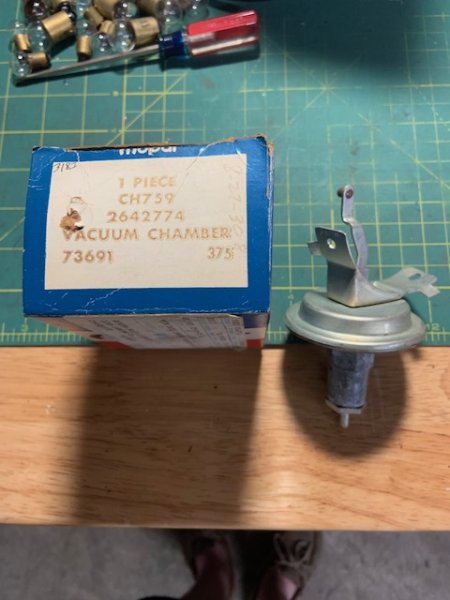 mopar
1 PIECE
CH759
2642774
VACUUM CHAMBER
73691 375